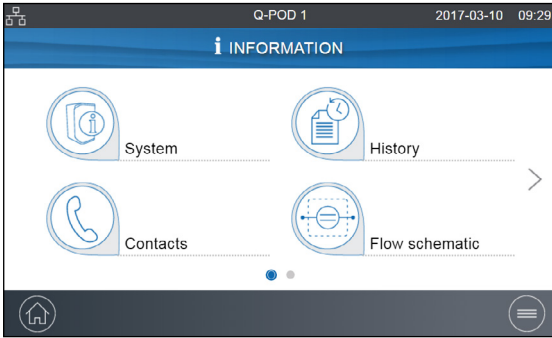 Q-POD 1 2017-03-10 09:29
i INFORMATION
System History
Contacts Flow schematic